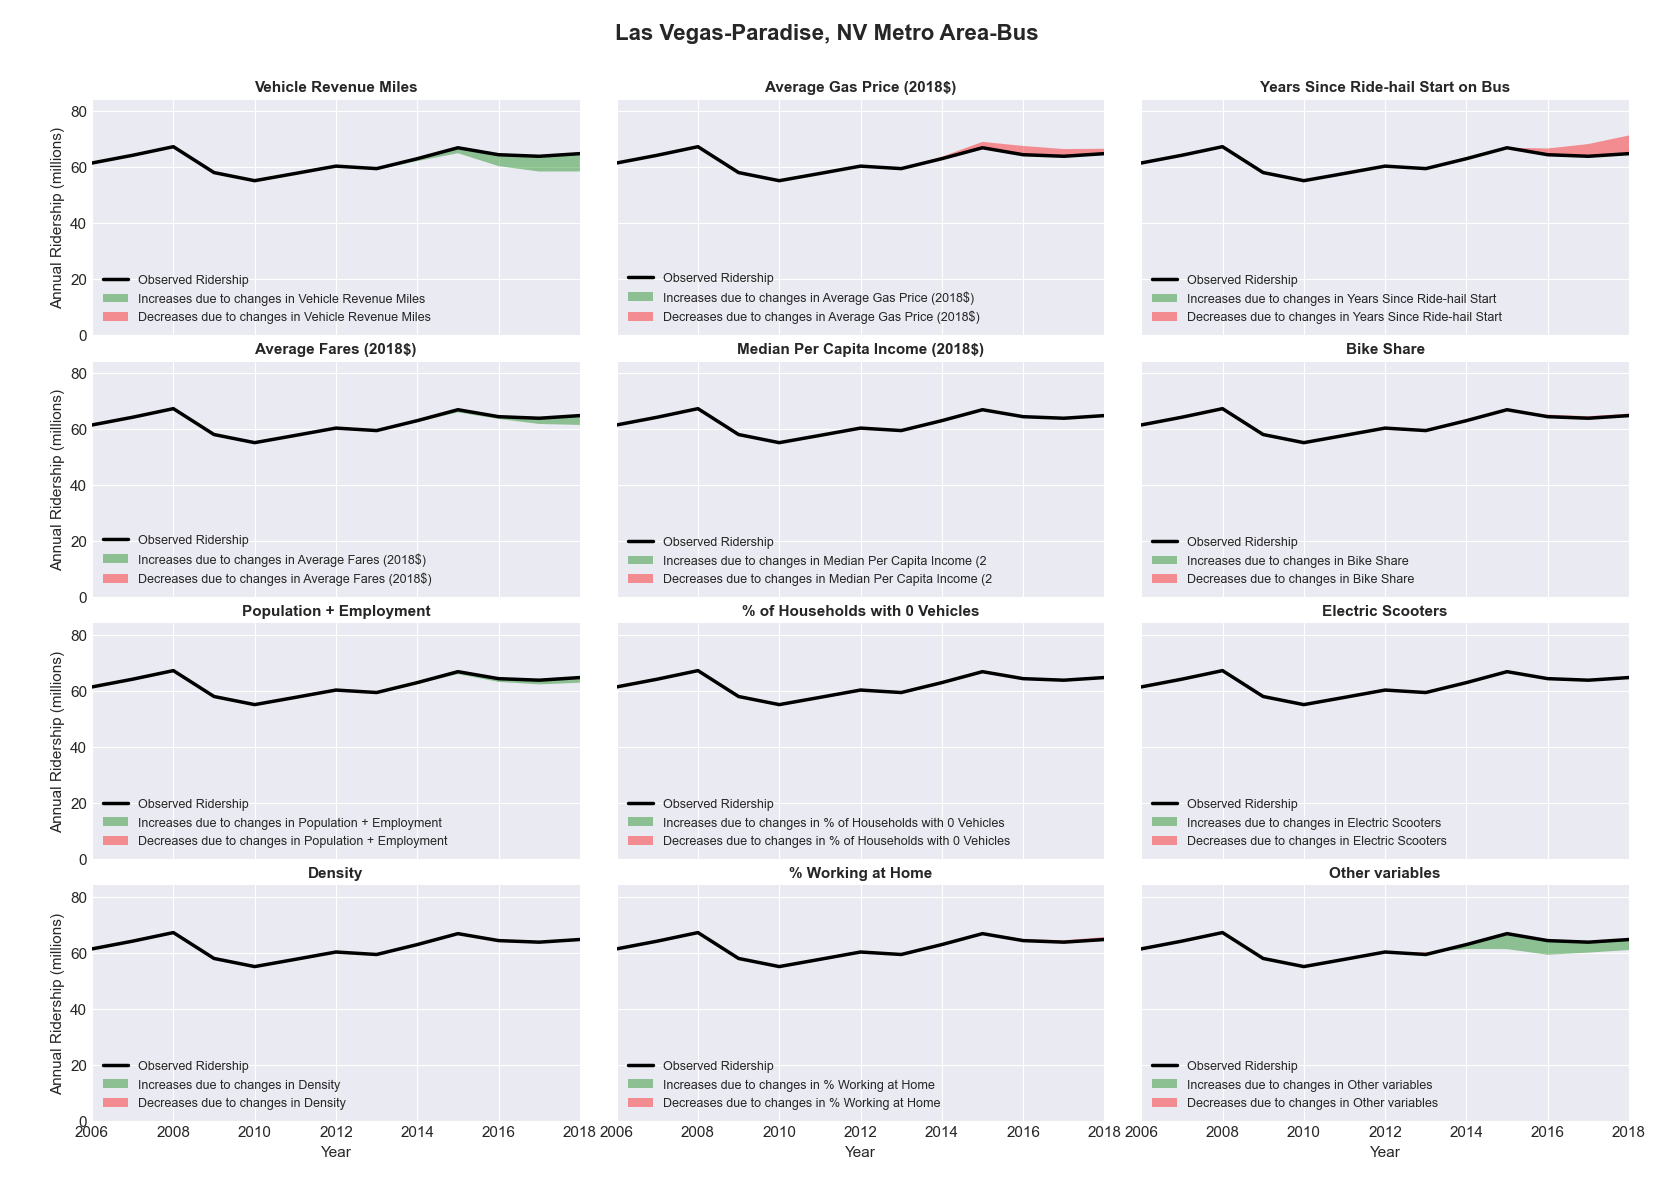 Las Vegas-Paradise, NV Metro Area-Bus
Vehicle Revenue Miles
Annual Ridership (millions)
80
60
40
20
0
Observed Ridership
Increases due to changes in Vehicle Revenue Miles
Decreases due to changes in Vehicle Revenue Miles
Average Gas Price (2018$)
Observed Ridership
Increases due to changes in Average Gas Price (2018$)
Decreases due to changes in Average Gas Price (2018$)
Years Since Ride-hail Start on Bus
Observed Ridership
Increases due to changes in Years Since Ride-hail Start
Decreases due to changes in Years Since Ride-hail Start
Average Fares (2018$)
Annual Ridership (millions)
80
60
40
20
0
Observed Ridership
Increases due to changes in Average Fares (2018$)
Decreases due to changes in Average Fares (2018$)
Median Per Capita Income (2018$)
Observed Ridership
Increases due to changes in Median Per Capita Income (2
Decreases due to changes in Median Per Capita Income (2
Bike Share
Observed Ridership
Increases due to changes in Bike Share
Decreases due to changes in Bike Share
Population + Employment
Annual Ridership (millions)
80
60
40
20
0
Observed Ridership
Increases due to changes in Population + Employment
Decreases due to changes in Population + Employment
% of Households with 0 Vehicles
Observed Ridership
Increases due to changes in % of Households with 0 Vehicles
Decreases due to changes in % of Households with 0 Vehicles
Electric Scooters
Observed Ridership
Increases due to changes in Electric Scooters
Decreases due to changes in Electric Scooters
Density
Annual Ridership (millions)
80
60
40
20
0
Observed Ridership
Increases due to changes in Density
Decreases due to changes in Density
2006 2008 2010 2012 2014 2016 2018
Year
% Working at Home
Observed Ridership
Increases due to changes in % Working at Home
Decreases due to changes in % Working at Home
2006 2008 2010 2012 2014 2016 2018
Year
Other variables
Observed Ridership
Increases due to changes in Other variables
Decreases due to changes in Other variables
2006 2008 2010 2012 2014 2016 2018
Year